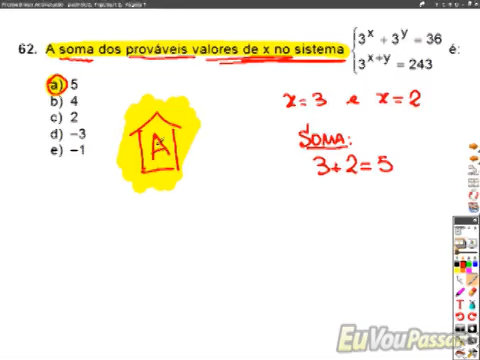 62. A soma dos prováveis valores de x no sistema { 3^x + 3^y = 36 é:
3^{x+y} = 243
a) 5
b) 4
c) 2
d) –3
e) –1
x = 3 e x = 2
SOMA:
3+2=5
A
EuVouPassar